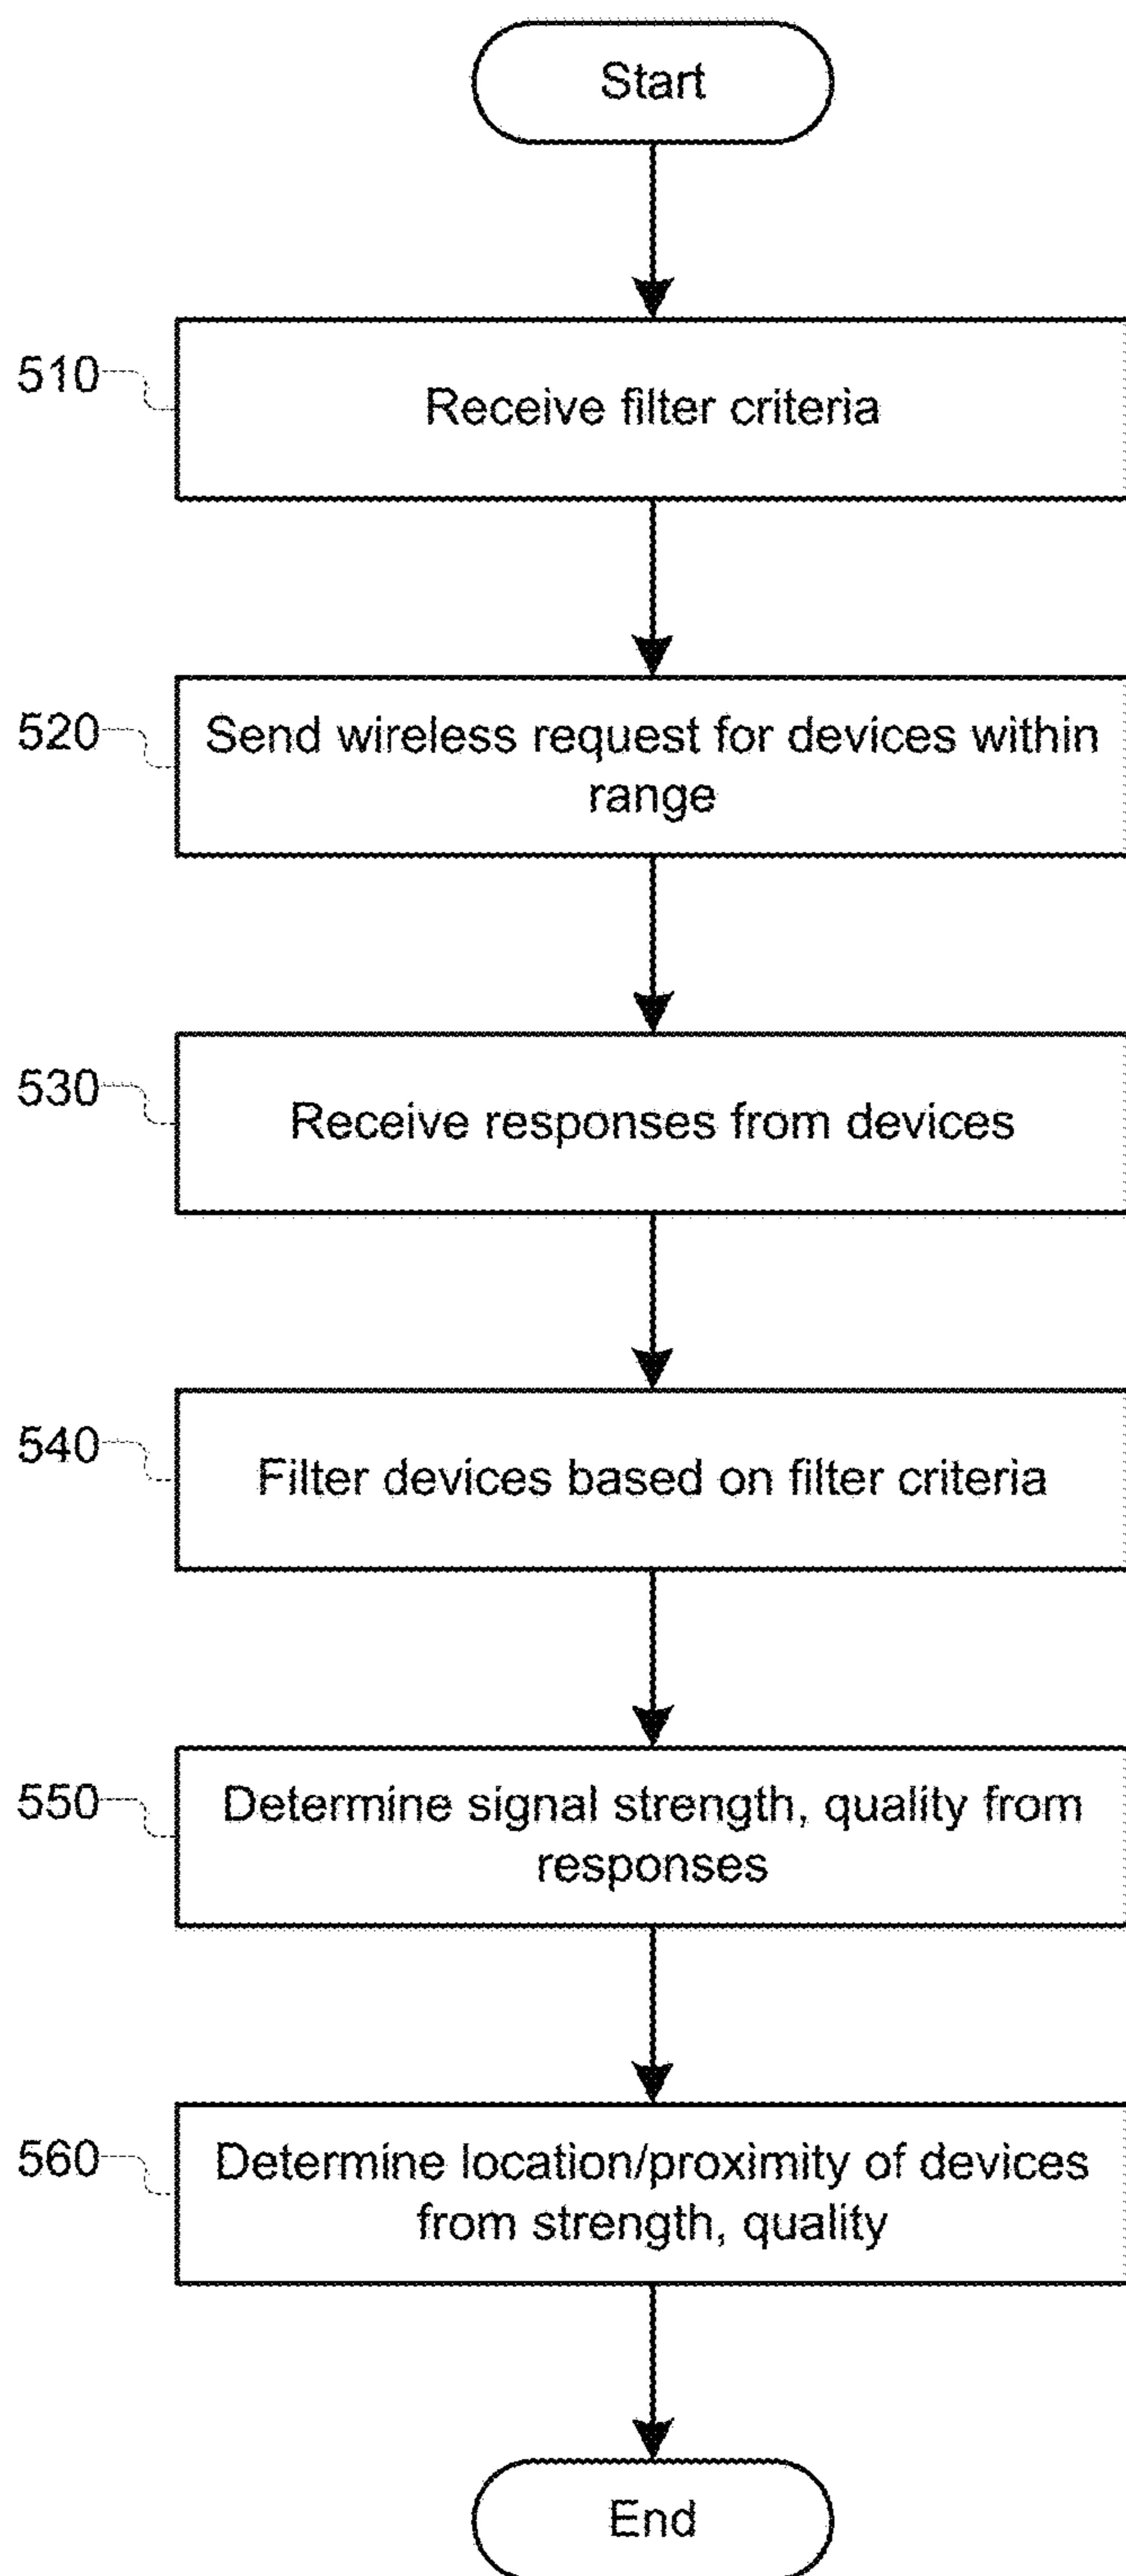 Start
510
Receive filter criteria
520
Send wireless request for devices within
range
530
Receive responses from devices
540
Filter devices based on filter criteria
550
Determine signal strength, quality from
responses
560
Determine location/proximity of devices
from strength, quality
End